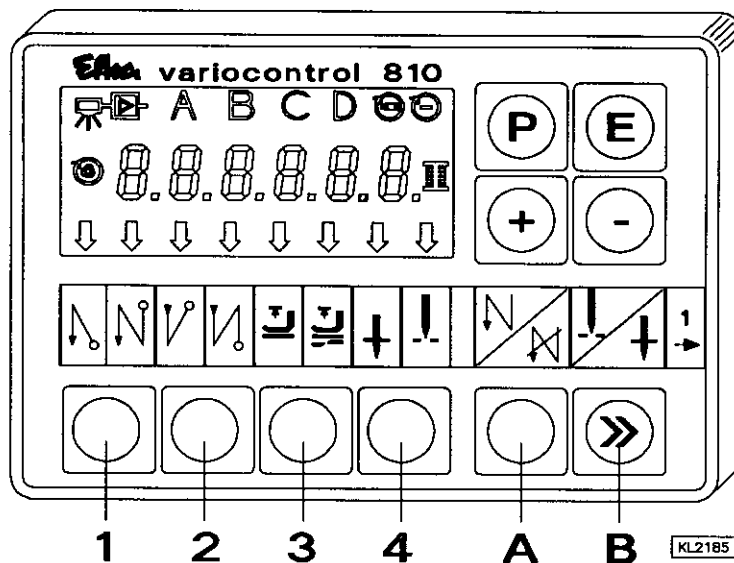 Efka variocontrol 810
A B C D
P E
8.8.8.8.8.8.
+ -
1
1 2 3 4 A B
KL2185